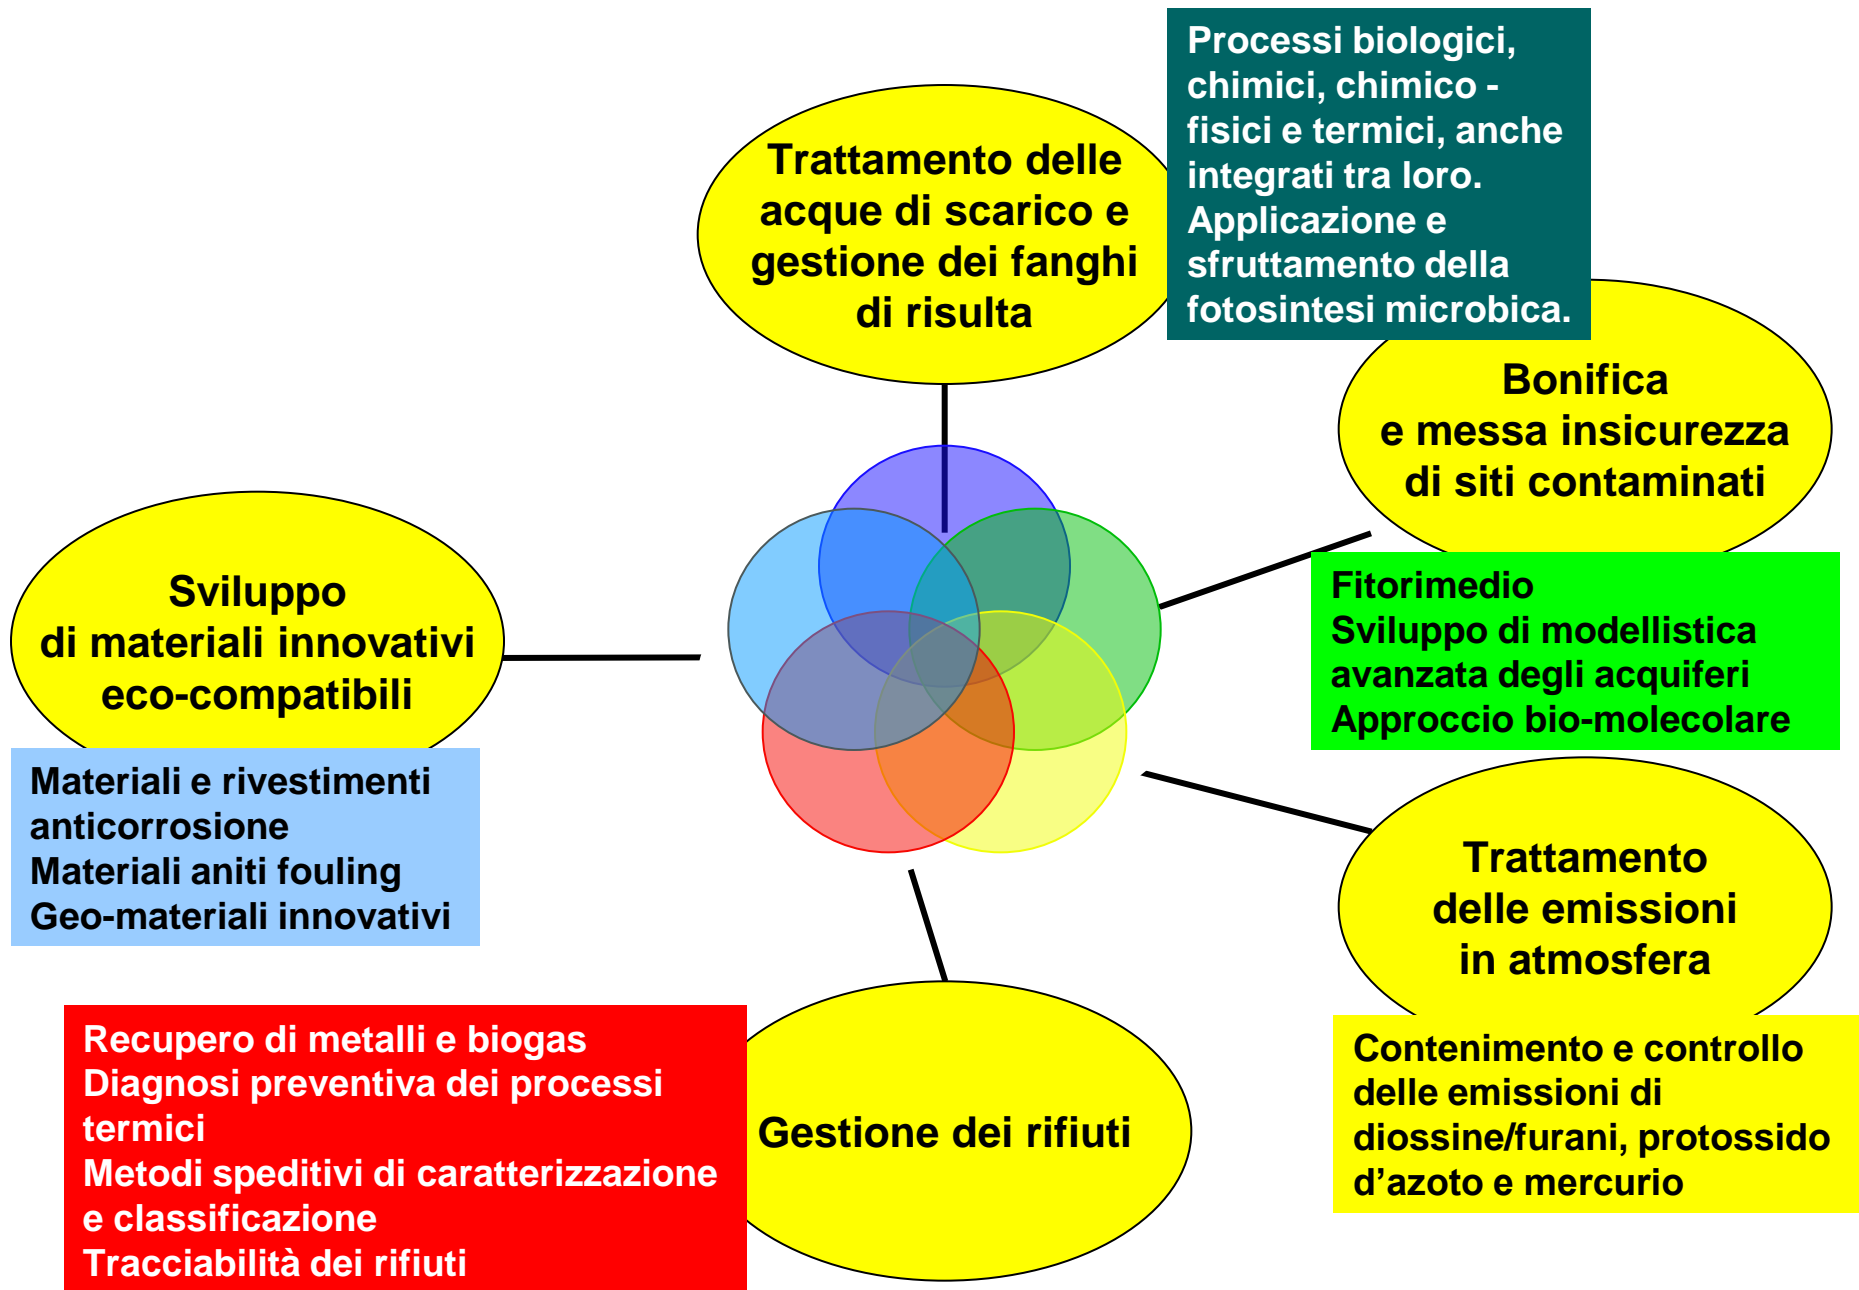 Processi biologici,
chimici, chimico -
fisici e termici, anche
integrati tra loro.
Applicazione e
sfruttamento della
fotosintesi microbica.
Trattamento delle
acque di scarico e
gestione dei fanghi
di risulta
Bonifica
e messa insicurezza
di siti contaminati
Fitorimedio
Sviluppo di modellistica
avanzata degli acquiferi
Approccio bio-molecolare
Sviluppo
di materiali innovativi
eco-compatibili
Materiali e rivestimenti
anticorrosione
Materiali aniti fouling
Geo-materiali innovativi
Trattamento
delle emissioni
in atmosfera
Contenimento e controllo
delle emissioni di
diossine/furani, protossido
d’azoto e mercurio
Recupero di metalli e biogas
Diagnosi preventiva dei processi
termici
Metodi speditivi di caratterizzazione
e classificazione
Tracciabilità dei rifiuti
Gestione dei rifiuti